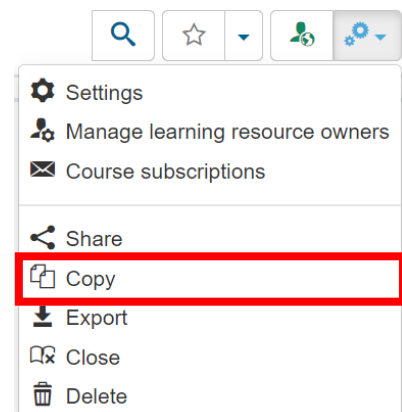 Settings
Manage learning resource owners
Course subscriptions
Share
Copy
Export
Close
Delete